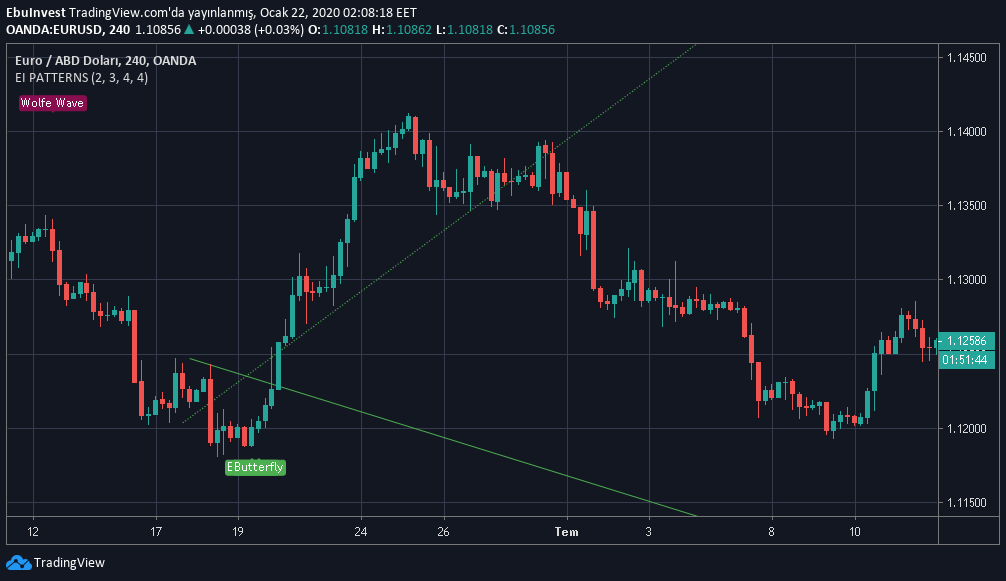 EbuInvest TradingView.com'da yayınlanmış, Ocak 22, 2020 02:08:18 EET
OANDA:EURUSD, 240 1.10856 ▲ +0.00038 (+0.03%) O:1.10818 H:1.10862 L:1.10818 C:1.10856
Euro / ABD Doları, 240, OANDA
EI PATTERNS (2, 3, 4, 4)
Wolfe Wave
1.14500
1.14000
1.13500
1.13000
1.12586
01:51:44
1.12000
1.11500
EButterfly
12 17 19 24 26 Tem 3 8 10
TradingView